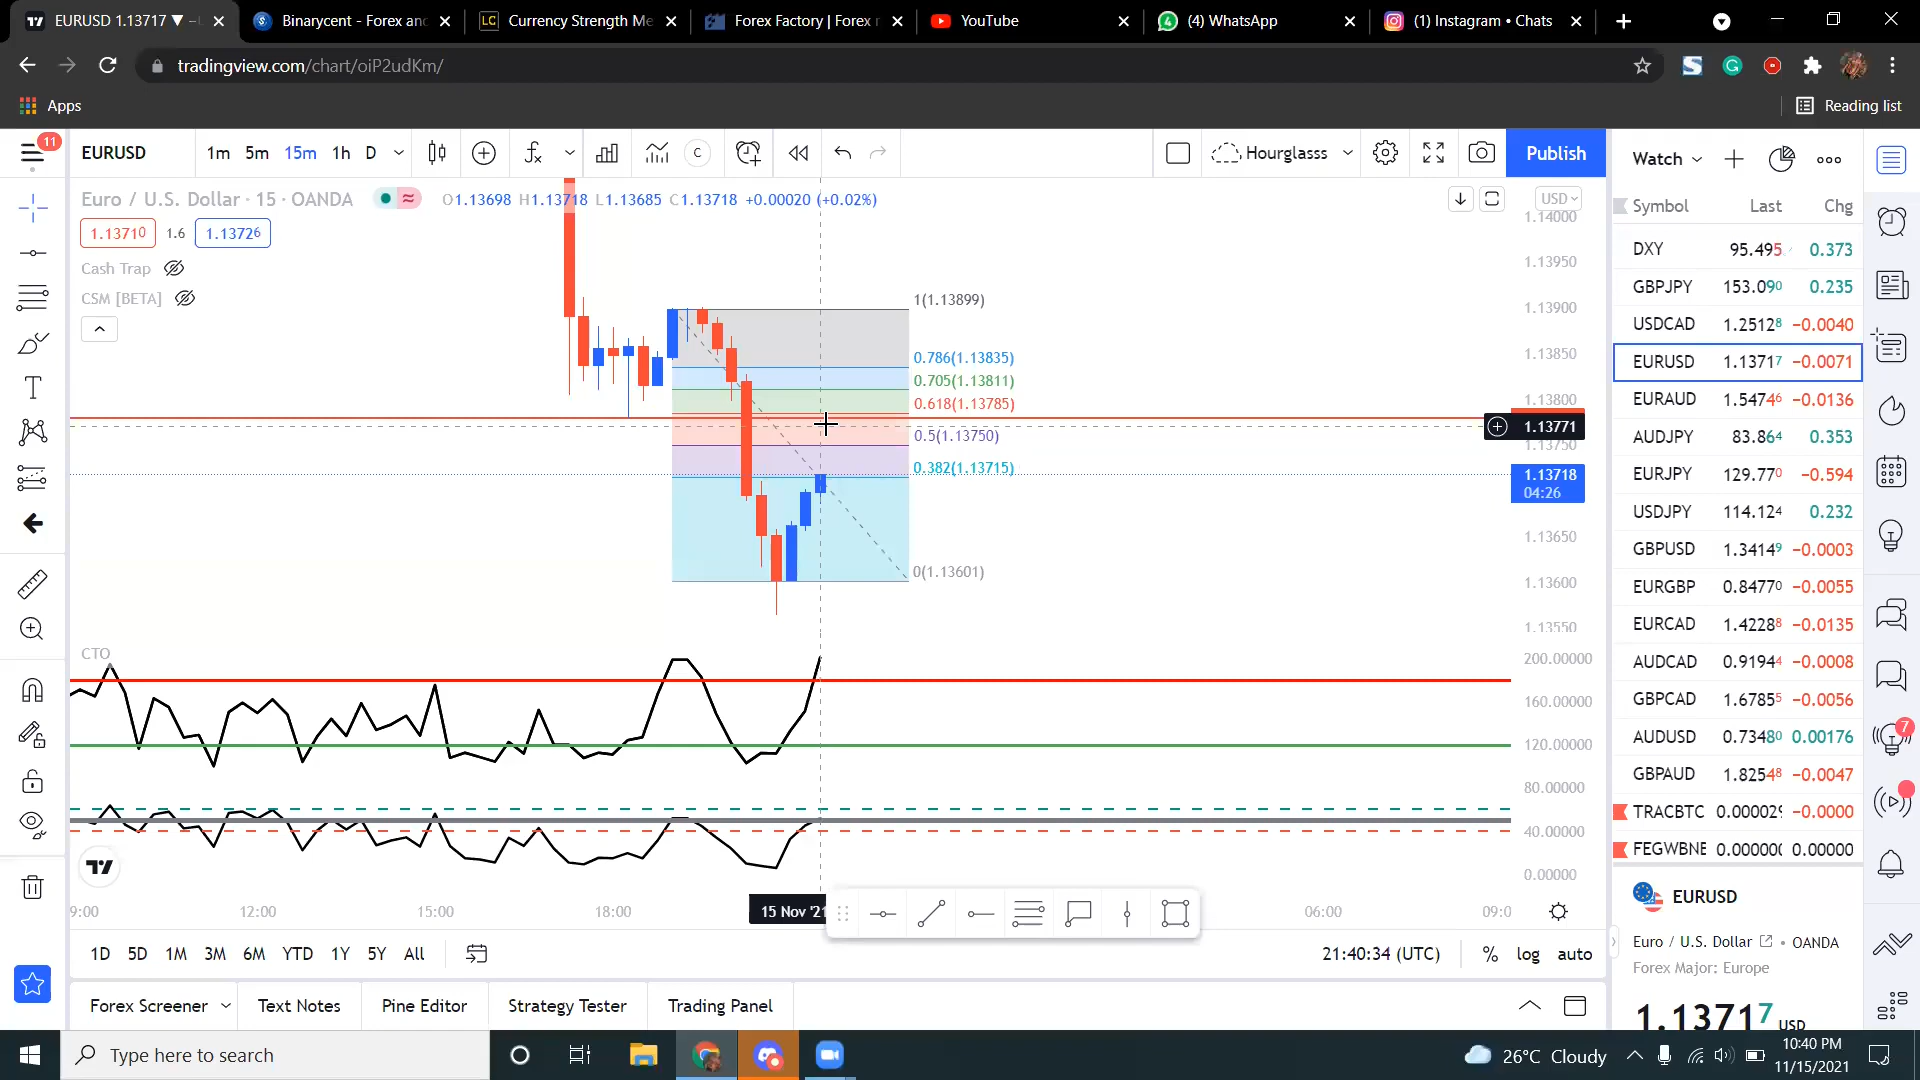 EURUSD 1.13717 ▼ –
Binarycent - Forex and
LC Currency Strength Me
Forex Factory | Forex
YouTube
(4) WhatsApp
(1) Instagram • Chats
tradingview.com/chart/oiP2udKm/
Apps
Reading list
11
EURUSD
1m 5m 15m 1h D
C
Hourglasss
Publish
Watch
Euro / U.S. Dollar · 15 · OANDA
O1.13698 H1.13718 L1.13685 C1.13718 +0.00020 (+0.02%)
USD
Symbol Last Chg
1.13710 1.6 1.13726
Cash Trap
CSM [BETA]
1(1.13899)
0.786(1.13835)
0.705(1.13811)
0.618(1.13785)
0.5(1.13750)
0.382(1.13715)
0(1.13601)
1.14000
1.13950
1.13900
1.13850
1.13800
1.13771
1.13750
1.13718
04:26
1.13650
1.13600
1.13550
DXY 95.495 0.373
GBPJPY 153.090 0.235
USDCAD 1.25128 −0.0040
EURUSD 1.13717 −0.0071
EURAUD 1.54746 −0.0136
AUDJPY 83.864 0.353
EURJPY 129.770 −0.594
USDJPY 114.124 0.232
GBPUSD 1.34149 −0.0003
EURGBP 0.84770 −0.0055
EURCAD 1.42288 −0.0135
AUDCAD 0.91944 −0.0008
GBPCAD 1.67855 −0.0056
AUDUSD 0.73480 0.00176
GBPAUD 1.82548 −0.0047
TRACBTC 0.000029 −0.0000
FEGWBNE 0.00000 0.00000
7
CTO
200.00000
160.00000
120.00000
80.00000
40.00000
0.00000
9:00 12:00 15:00 18:00 15 Nov '21 06:00 09:0
EURUSD
Euro / U.S. Dollar • OANDA
Forex Major: Europe
1.13717 USD
1D 5D 1M 3M 6M YTD 1Y 5Y All
21:40:34 (UTC) % log auto
Forex Screener Text Notes Pine Editor Strategy Tester Trading Panel
Type here to search
26°C Cloudy
10:40 PM
11/15/2021